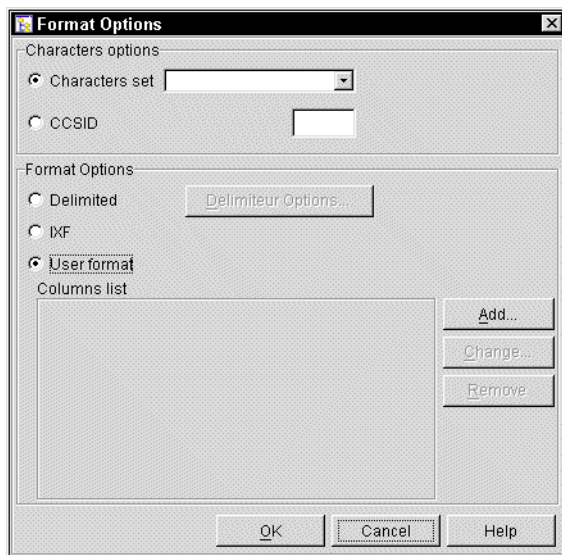 Format Options
Characters options
Characters set
CCSID
Format Options
Delimited
Delimiteur Options...
IXF
User format
Columns list
Add...
Change...
Remove
OK
Cancel
Help